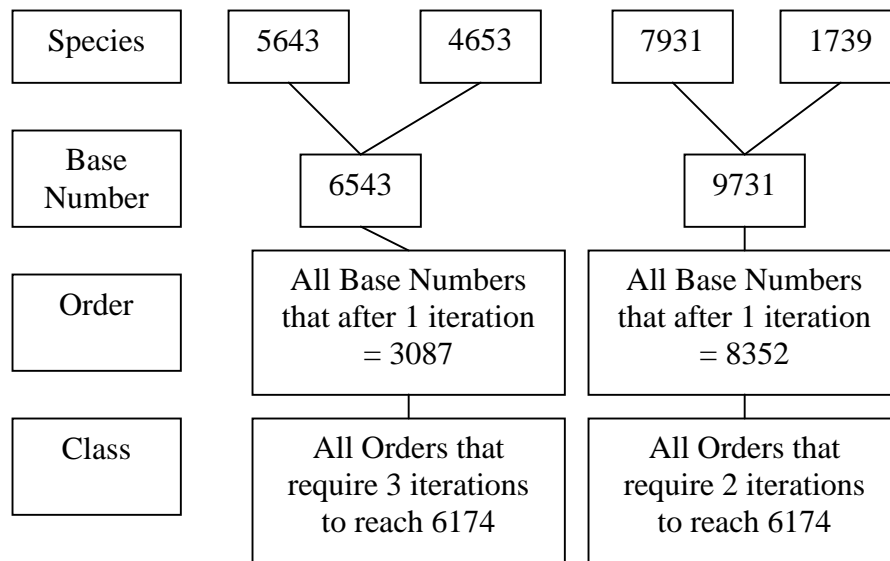 Species
5643
4653
7931
1739
Base
Number
6543
9731
Order
All Base Numbers
that after 1 iteration
= 3087
All Base Numbers
that after 1 iteration
= 8352
Class
All Orders that
require 3 iterations
to reach 6174
All Orders that
require 2 iterations
to reach 6174